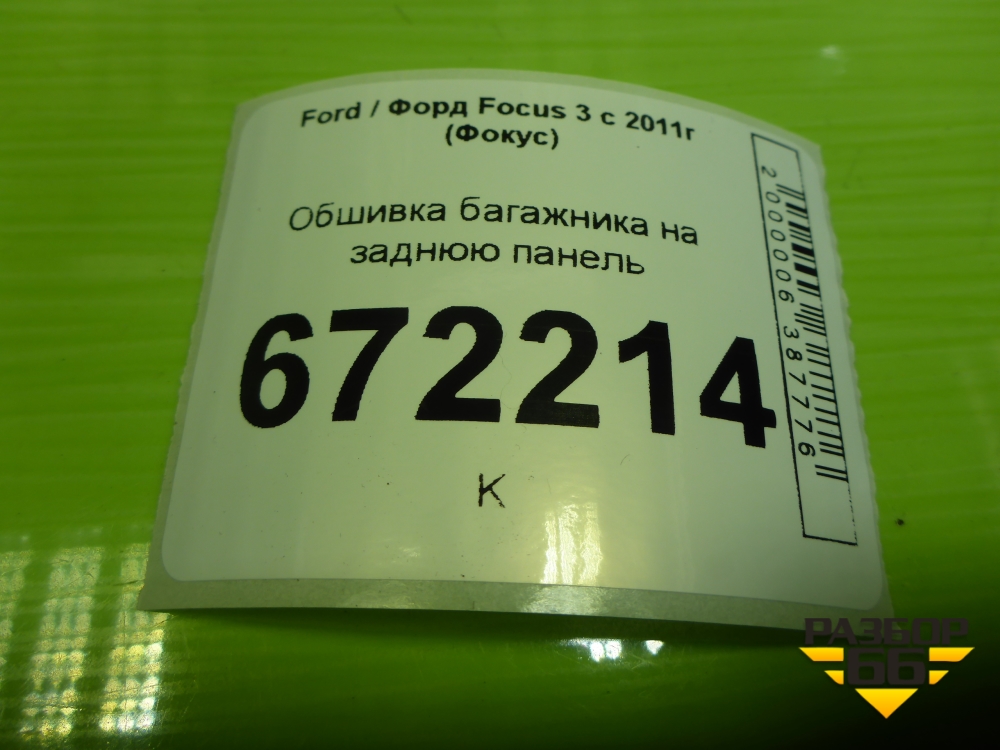 Ford / Форд Focus 3 с 2011г
(Фокус)
Обшивка багажника на
заднюю панель
672214
К
2000006387776
РАЗБОР
66